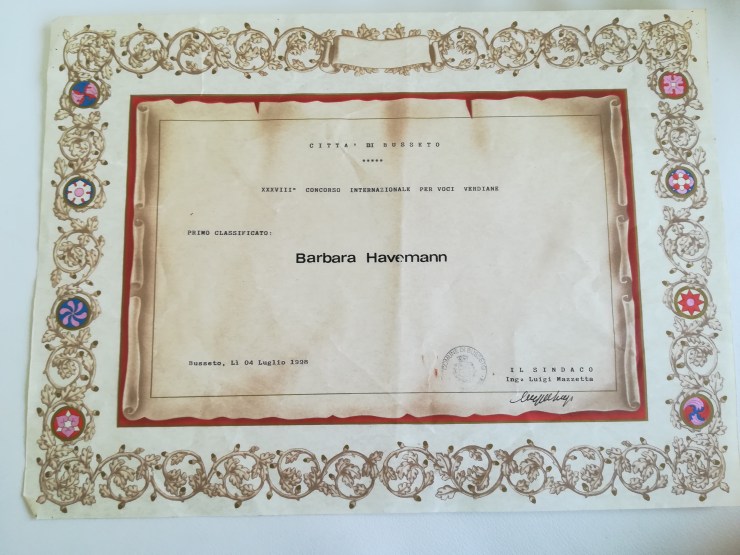 CITTA' DI BUSSETO
*****
XXXVIII° CONCORSO INTERNAZIONALE PER VOCI VERDIANE
PRIMO CLASSIFICATO:
Barbara Havemann
Busseto, Lì 04 Luglio 1998
IL SINDACO
Ing. Luigi Mazzetta